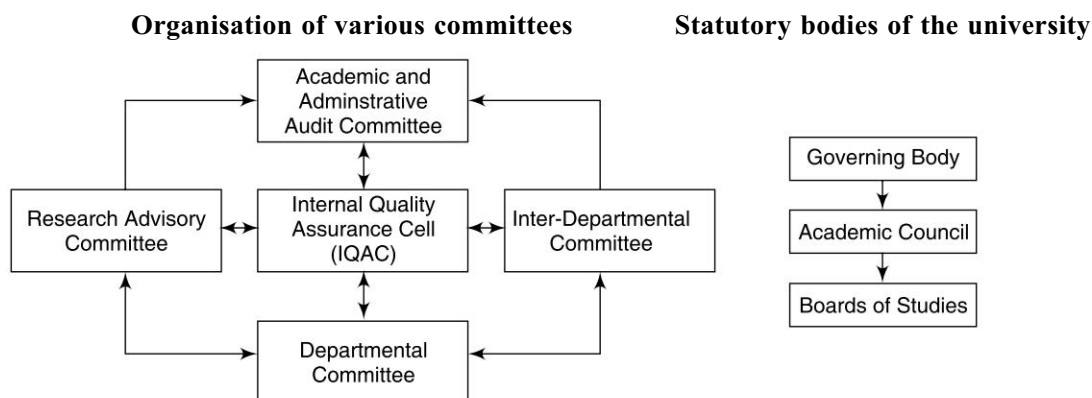 Organisation of various committees
Statutory bodies of the university
Academic and
Adminstrative
Audit Committee
Research Advisory
Committee
Internal Quality
Assurance Cell
(IQAC)
Inter-Departmental
Committee
Departmental
Committee
Governing Body
Academic Council
Boards of Studies